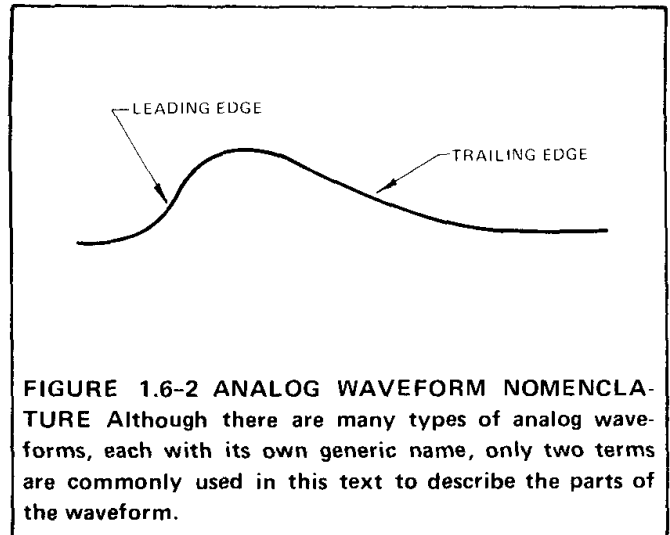 LEADING EDGE
TRAILING EDGE
FIGURE 1.6-2 ANALOG WAVEFORM NOMENCLA-
TURE Although there are many types of analog wave-
forms, each with its own generic name, only two terms
are commonly used in this text to describe the parts of
the waveform.